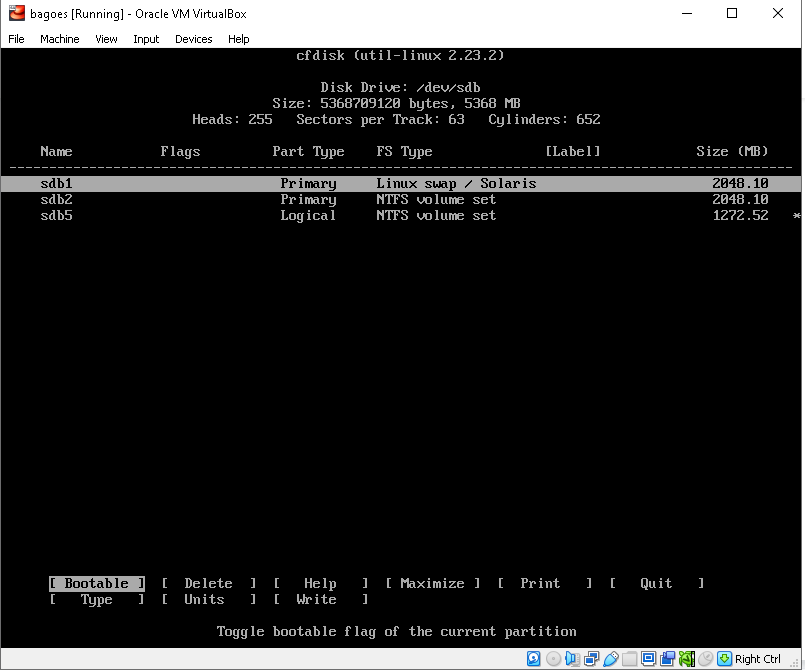 bagoes [Running] - Oracle VM VirtualBox
File Machine View Input Devices Help
cfdisk (util-linux 2.23.2)
Disk Drive: /dev/sdb
Size: 5368709120 bytes, 5368 MB
Heads: 255 Sectors per Track: 63 Cylinders: 652
Name Flags Part Type FS Type [Label] Size (MB)
sdb1 Primary Linux swap / Solaris 2048.10
sdb2 Primary NTFS volume set 2048.10
sdb5 Logical NTFS volume set 1272.52 *
[ Bootable ] [ Delete ] [ Help ] [ Maximize ] [ Print ] [ Quit ]
[ Type ] [ Units ] [ Write ]
Toggle bootable flag of the current partition
Right Ctrl